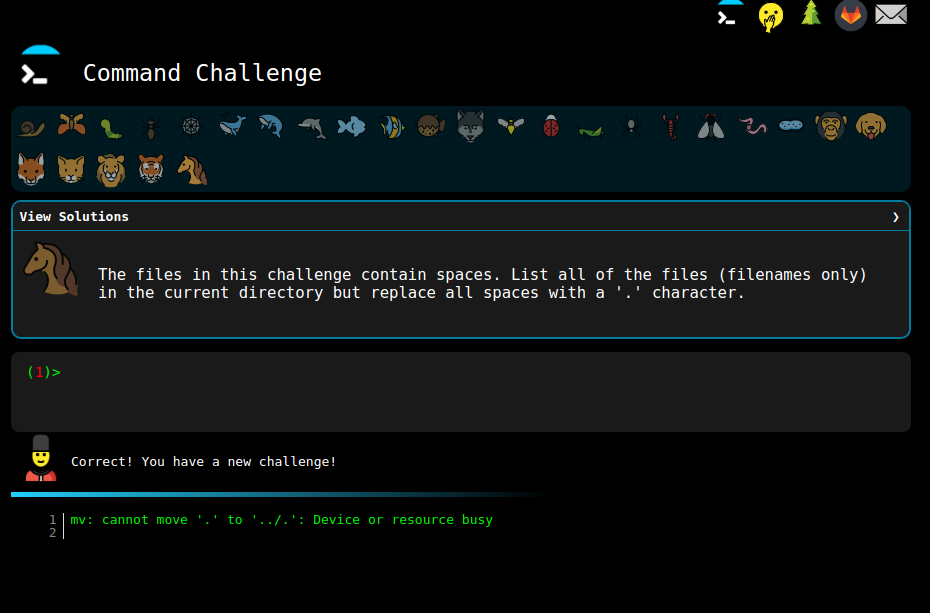 Command Challenge
View Solutions ❯
The files in this challenge contain spaces. List all of the files (filenames only)
in the current directory but replace all spaces with a '.' character.
(1)>
Correct! You have a new challenge!
1 mv: cannot move '.' to '../.': Device or resource busy
2